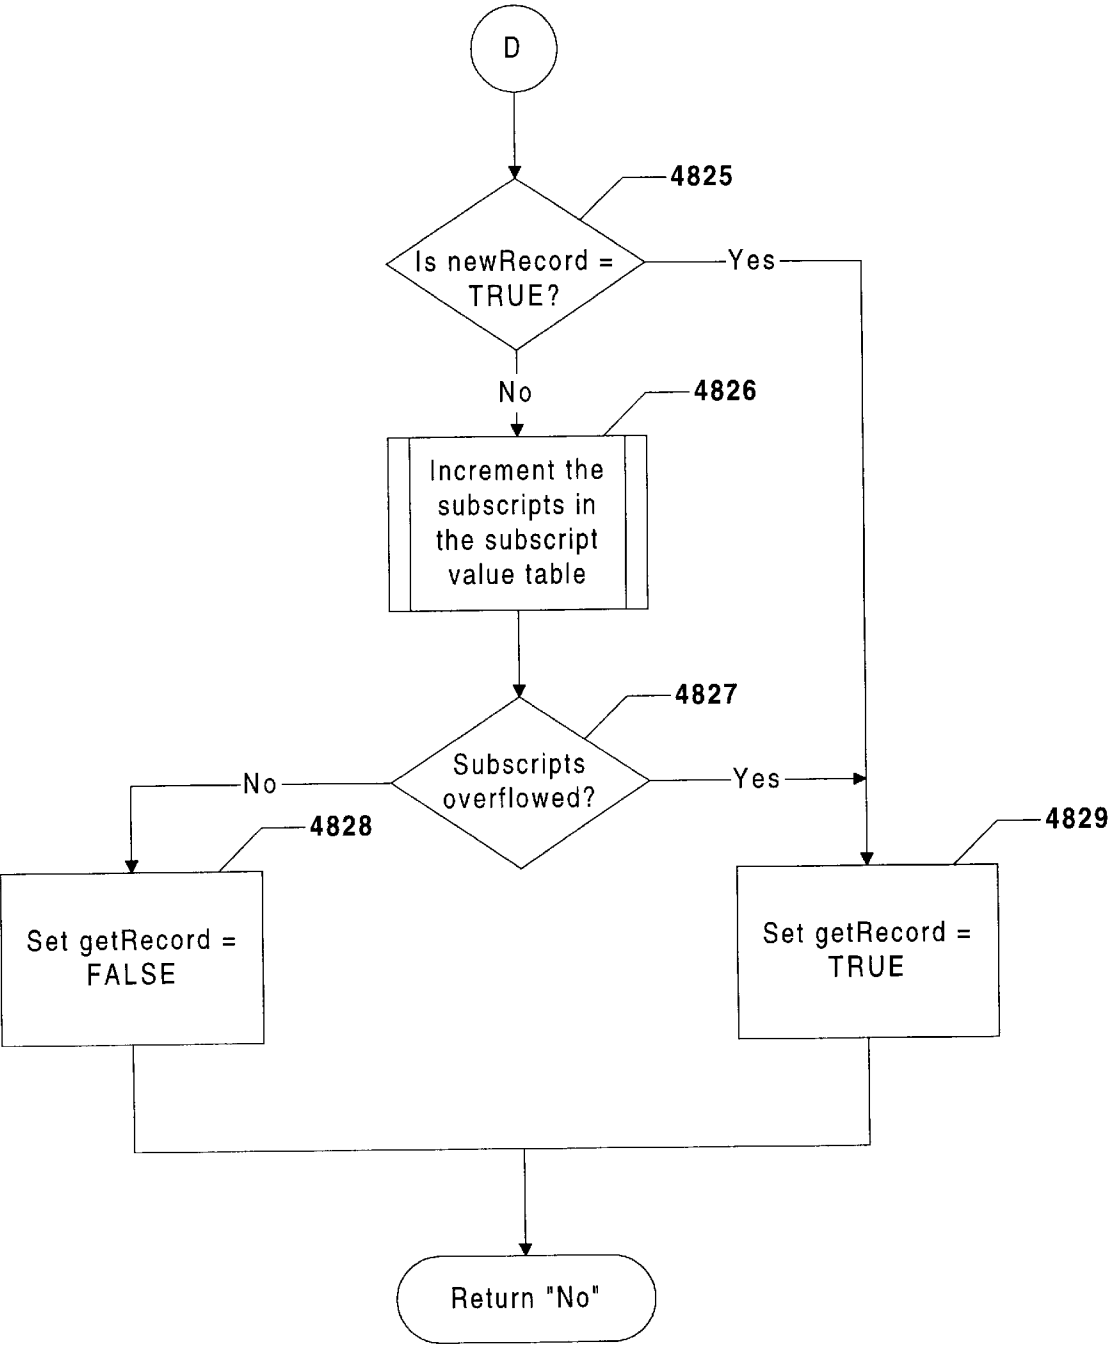 D
4825
Is newRecord =
TRUE?
Yes
No
4826
Increment the
subscripts in
the subscript
value table
4827
Subscripts
overflowed?
No
Yes
4828
4829
Set getRecord =
FALSE
Set getRecord =
TRUE
Return "No"